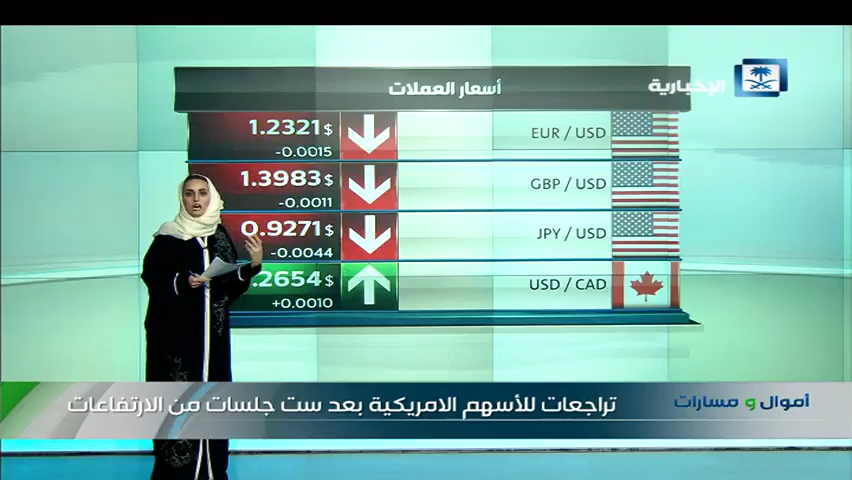 أسعار العملات
الإخبارية
1.2321 $
-0.0015
EUR / USD
1.3983 $
-0.0011
GBP / USD
0.9271 $
-0.0044
JPY / USD
.2654 $
+0.0010
USD / CAD
أموال و مسارات
تراجعات للأسهم الامريكية بعد ست جلسات من الارتفاعات